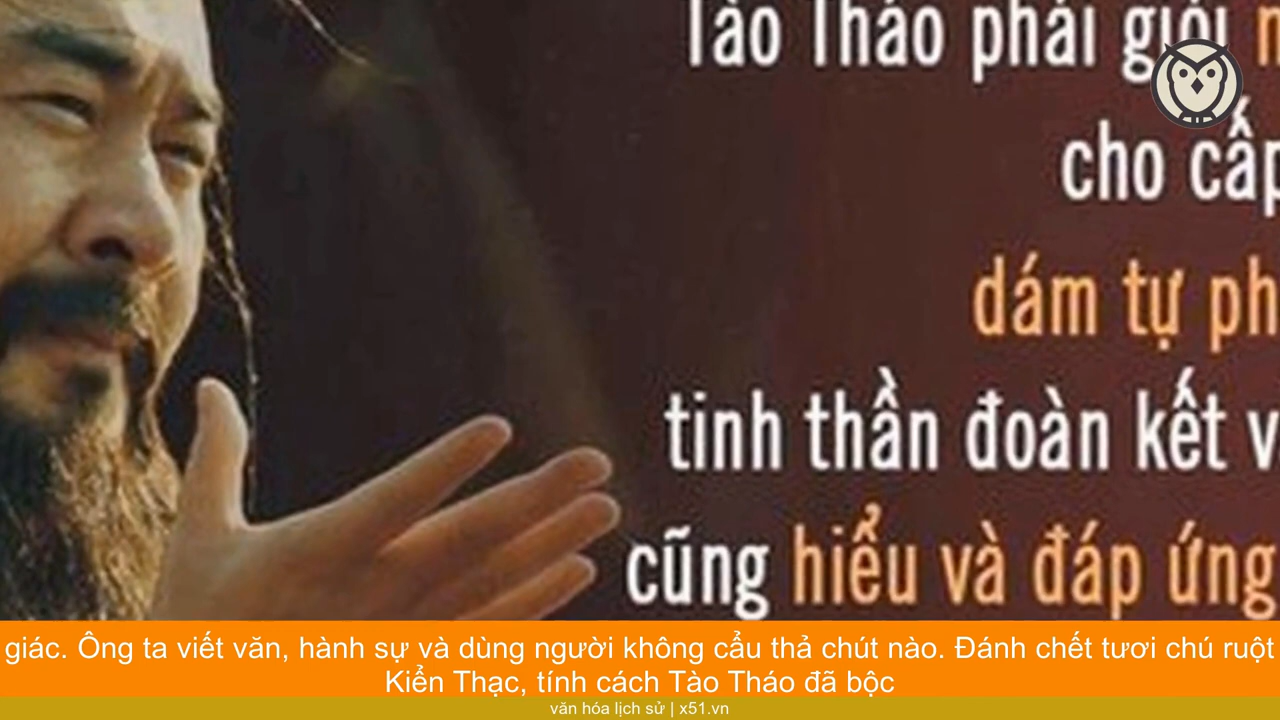 Tào Tháo phải giỏi
cho cấp
dám tự ph
tinh thần đoàn kết v
cũng hiểu và đáp ứng
giác. Ông ta viết văn, hành sự và dùng người không cẩu thả chút nào. Đánh chết tươi chú ruột
Kiển Thạc, tính cách Tào Tháo đã bộc
văn hóa lịch sử | x51.vn